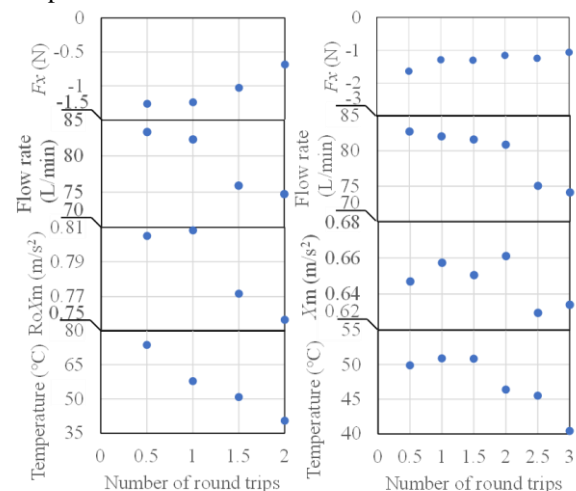 0
-0.5
-1
-1.5
Fx (N)
85
80
75
70
Flow rate
(L/min)
0.81
0.79
0.77
0.75
RoXm (m/s²)
80
65
50
35
Temperature (°C)
0 0.5 1 1.5 2
Number of round trips
0
-1
-3
Fx (N)
85
80
75
70
Flow rate
(L/min)
0.68
0.66
0.64
0.62
Xm (m/s²)
55
50
45
40
Temperature (°C)
0 0.5 1 1.5 2 2.5 3
Number of round trips